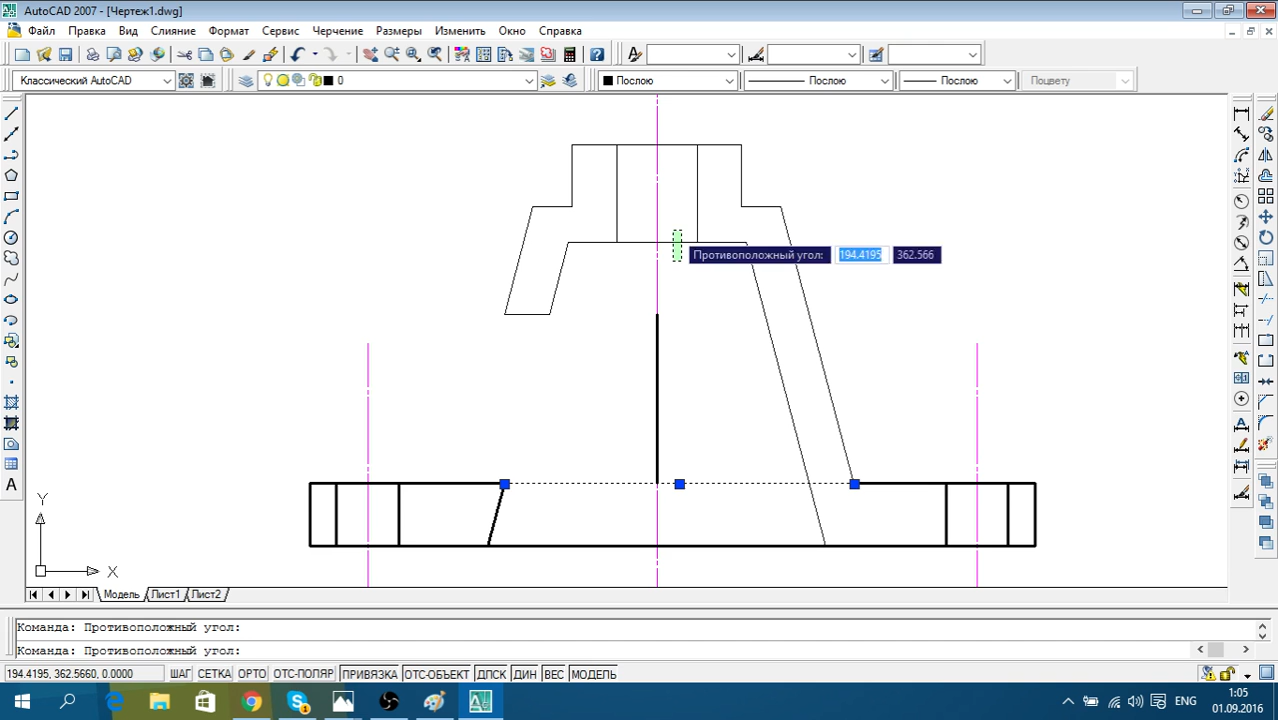 AutoCAD 2007 - [Чертеж1.dwg]
Файл Правка Вид Слияние Формат Сервис Черчение Размеры Изменить Окно Справка
Классический AutoCAD 0 Послою Послою Послою Поцвету
Противоположный угол: 194.4195 362.566
Y
X
A
Модель Лист1 Лист2
Команда: Противоположный угол:
Команда: Противоположный угол:
194.4195, 362.5660, 0.0000 ШАГ СЕТКА ОРТО ОТС-ПОЛЯР ПРИВЯЗКА ОТС-ОБЪЕКТ ДПСК ДИН ВЕС МОДЕЛЬ
ENG 1:05
01.09.2016